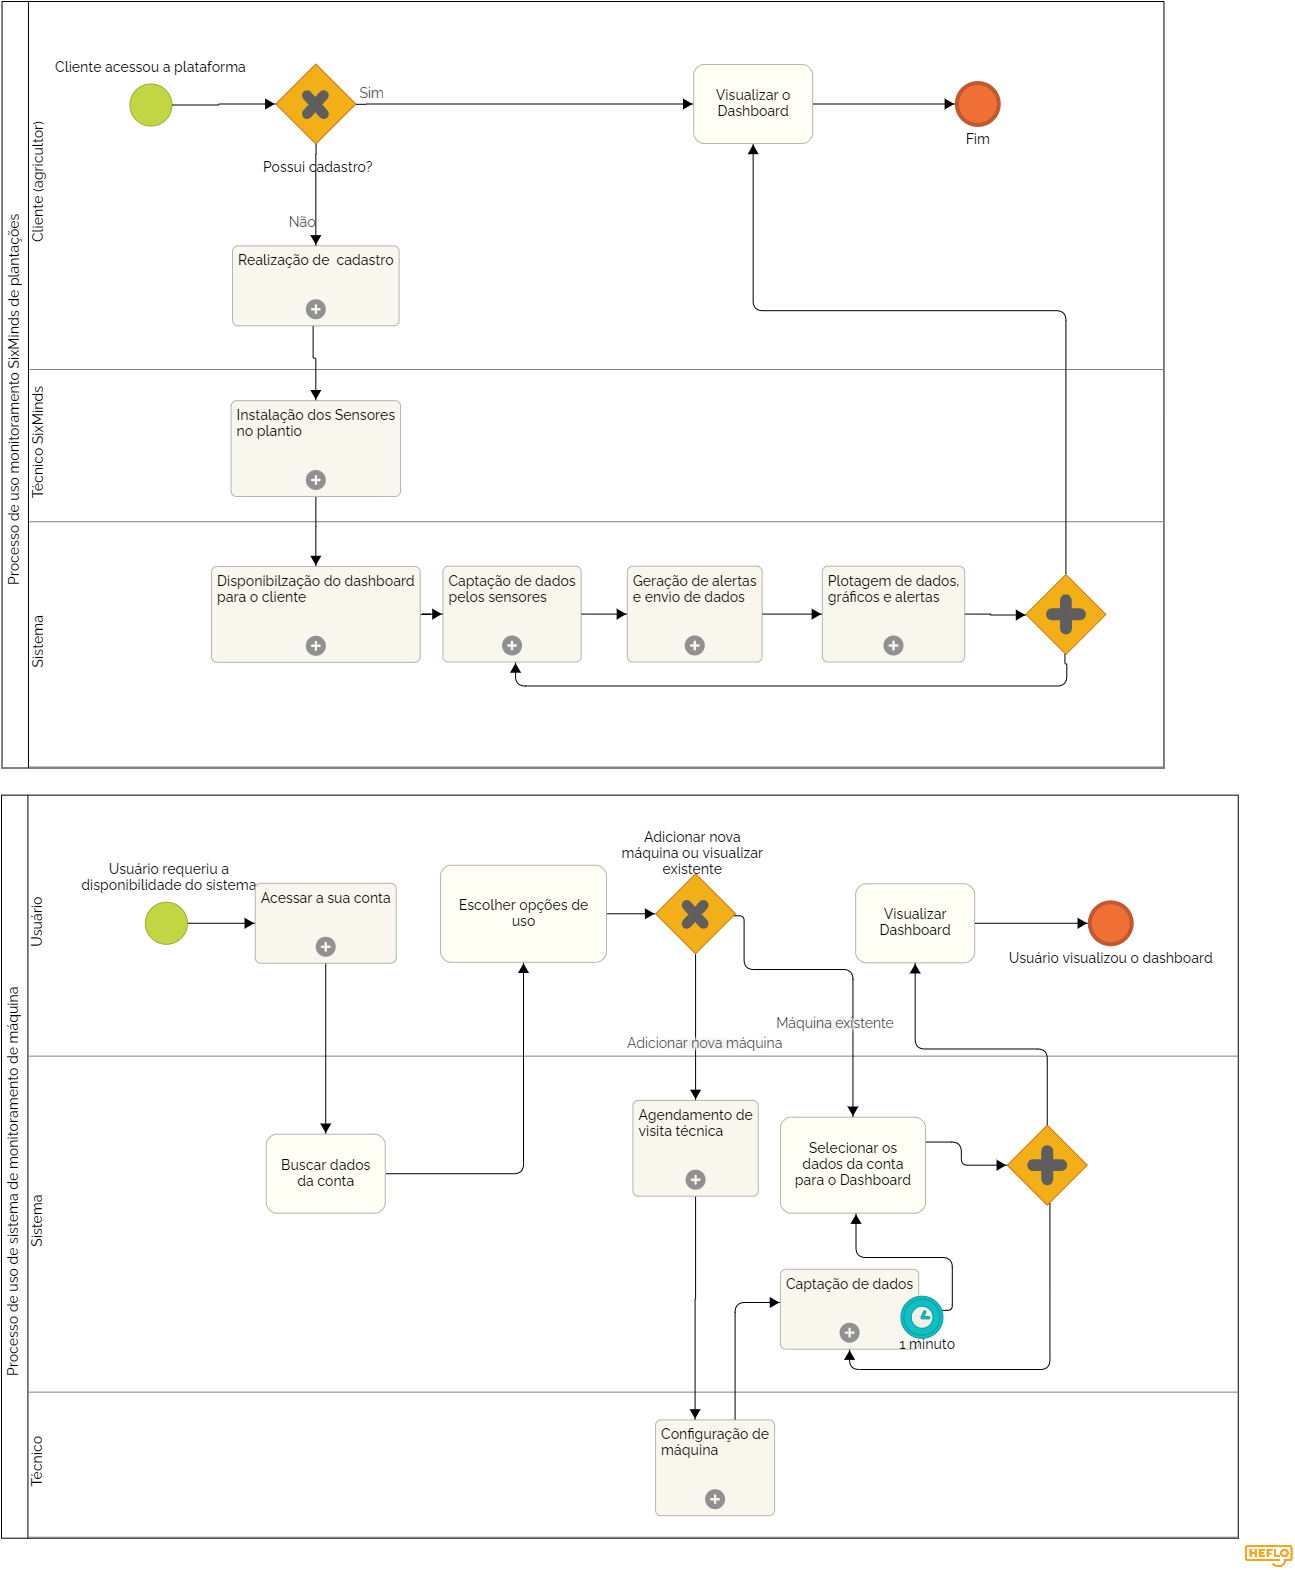 Processo de uso monitoramento SixMinds de plantações
Cliente (agricultor)
Cliente acessou a plataforma
Sim
Possui cadastro?
Não
Visualizar o
Dashboard
Fim
Realização de  cadastro
Técnico SixMinds
Instalação dos Sensores
no plantio
Sistema
Disponibilzação do dashboard
para o cliente
Captação de dados
pelos sensores
Geração de alertas
e envio de dados
Plotagem de dados,
gráficos e alertas
Processo de uso de sistema de monitoramento de máquina
Usuário
Usuário requeriu a
disponibilidade do sistema
Acessar a sua conta
Escolher opções de
uso
Adicionar nova
máquina ou visualizar
existente
Visualizar
Dashboard
Usuário visualizou o dashboard
Máquina existente
Adicionar nova máquina
Sistema
Buscar dados
da conta
Agendamento de
visita técnica
Selecionar os
dados da conta
para o Dashboard
Captação de dados
1 minuto
Técnico
Configuração de
máquina
HEFLO